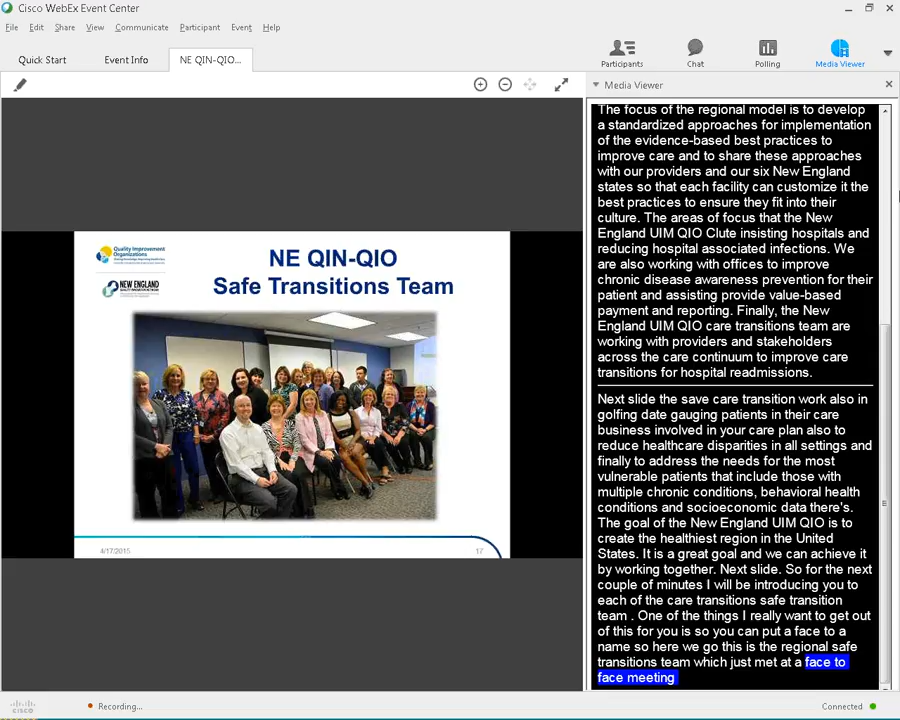 Cisco WebEx Event Center
File Edit Share View Communicate Participant Event Help
Quick Start Event Info NE QIN-QIO...
Participants Chat Polling Media Viewer
Media Viewer
The focus of the regional model is to develop
a standardized approaches for implementation
of the evidence-based best practices to
improve care and to share these approaches
with our providers and our six New England
states so that each facility can customize it the
best practices to ensure they fit into their
culture. The areas of focus that the New
England UIM QIO Clute insisting hospitals and
reducing hospital associated infections. We
are also working with offices to improve
chronic disease awareness prevention for their
patient and assisting provide value-based
payment and reporting. Finally, the New
England UIM QIO care transitions team are
working with providers and stakeholders
across the care continuum to improve care
transitions for hospital readmissions.
Next slide the save care transition work also in
golfing date gauging patients in their care
business involved in your care plan also to
reduce healthcare disparities in all settings and
finally to address the needs for the most
vulnerable patients that include those with
multiple chronic conditions, behavioral health
conditions and socioeconomic data there's.
The goal of the New England UIM QIO is to
create the healthiest region in the United
States. It is a great goal and we can achieve it
by working together. Next slide. So for the next
couple of minutes I will be introducing you to
each of the care transitions safe transition
team . One of the things I really want to get out
of this for you is so you can put a face to a
name so here we go this is the regional safe
transitions team which just met at a face to
face meeting
Quality Improvement
Organizations
NEW ENGLAND
NE QIN-QIO
Safe Transitions Team
4/17/2015
17
cisco
Recording...
Connected